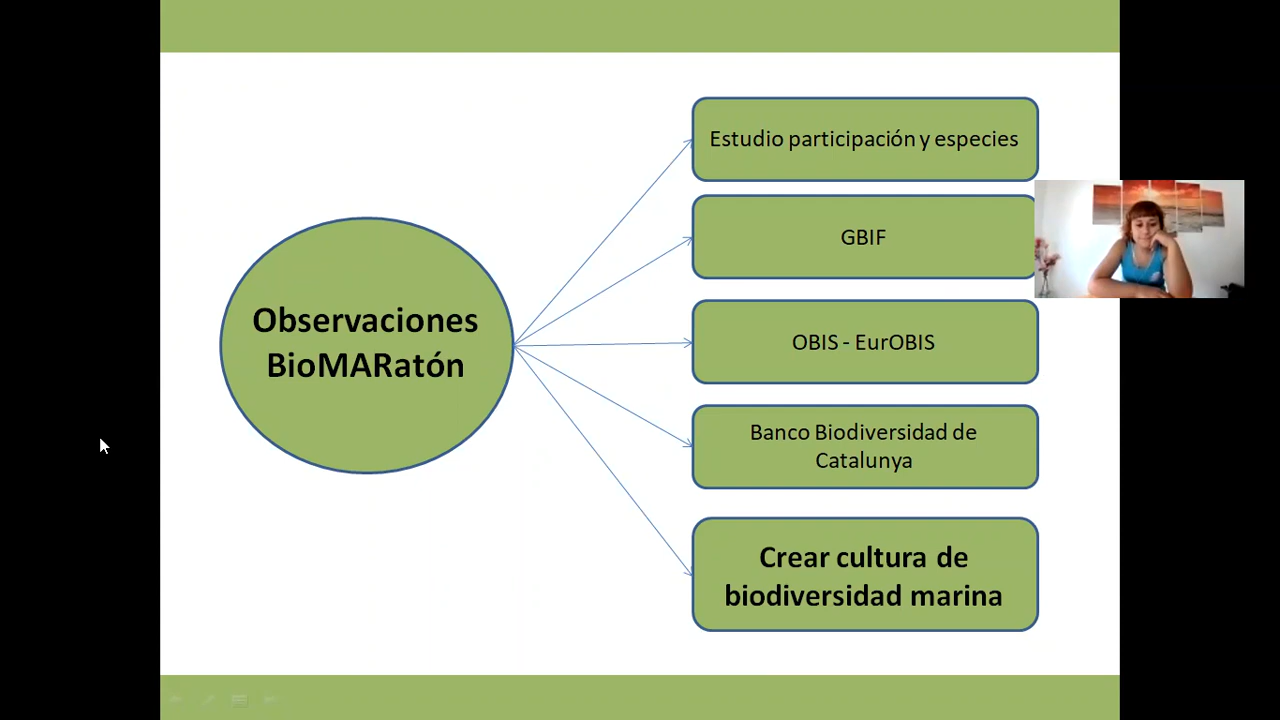 Observaciones
BioMARatón
Estudio participación y especies
GBIF
OBIS - EurOBIS
Banco Biodiversidad de
Catalunya
Crear cultura de
biodiversidad marina